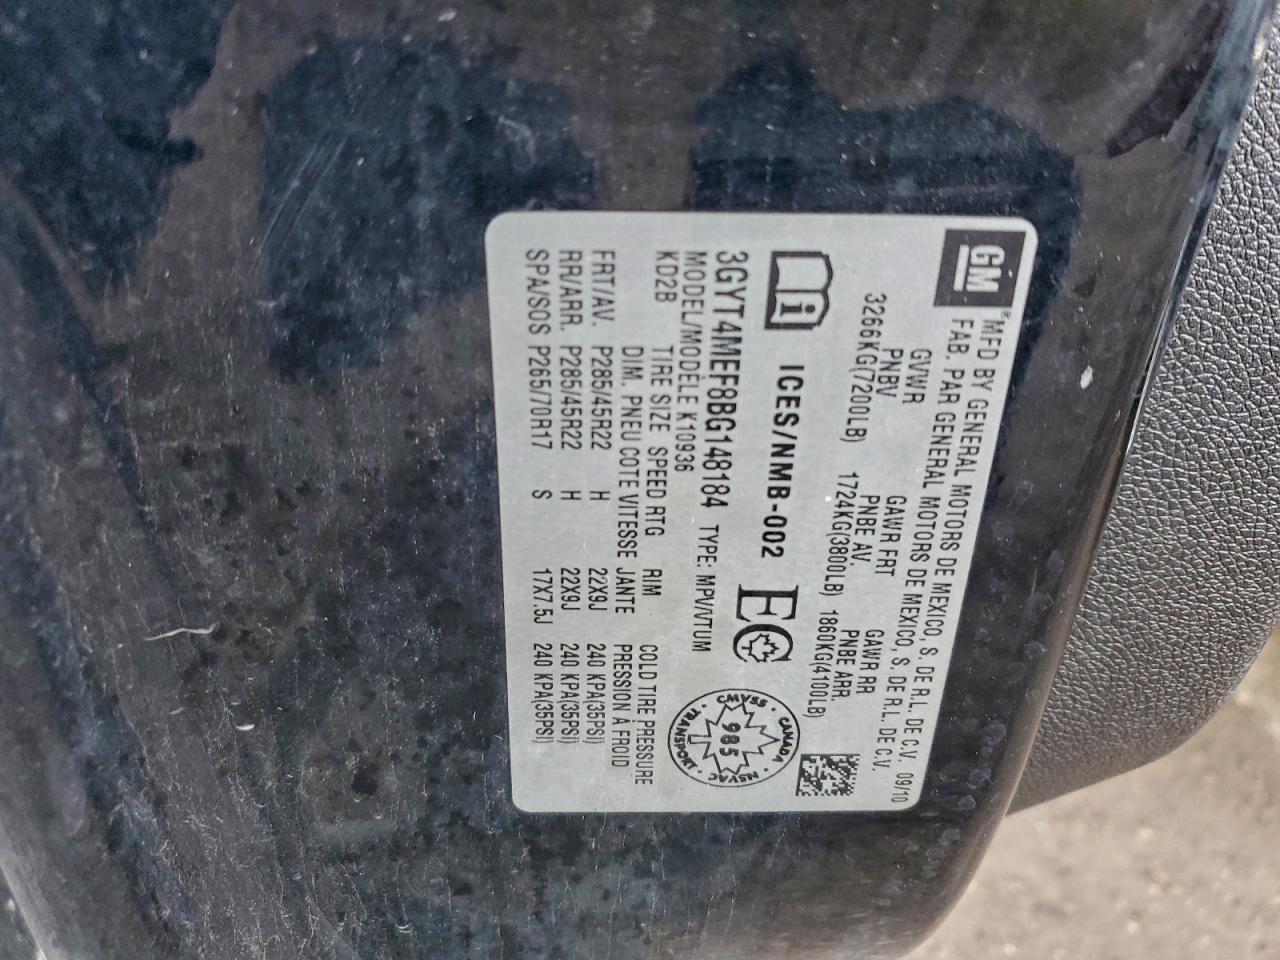 GM
®MFD BY GENERAL MOTORS DE MEXICO, S. DE R.L. DE C.V. 09/10
FAB. PAR GENERAL MOTORS DE MEXICO, S. DE R.L. DE C.V.
GVWR GAWR FRT GAWR RR
PNBV PNBE AV. PNBE ARR.
3266KG(7200LB) 1724KG(3800LB) 1860KG(4100LB)
i ICES/NMB-002 EC
CMVSS · CANADA · NSVAC · TRANSPORT ·
985
3GYT4MEF8BG148184 TYPE: MPV/VTUM
MODEL/MODELE K10936
KD2B TIRE SIZE SPEED RTG RIM COLD TIRE PRESSURE
DIM. PNEU COTE VITESSE JANTE PRESSION À FROID
FRT/AV. P285/45R22 H 22X9J 240 KPA(35PSI)
RR/ARR. P285/45R22 H 22X9J 240 KPA(35PSI)
SPA/SOS P265/70R17 S 17X7.5J 240 KPA(35PSI)